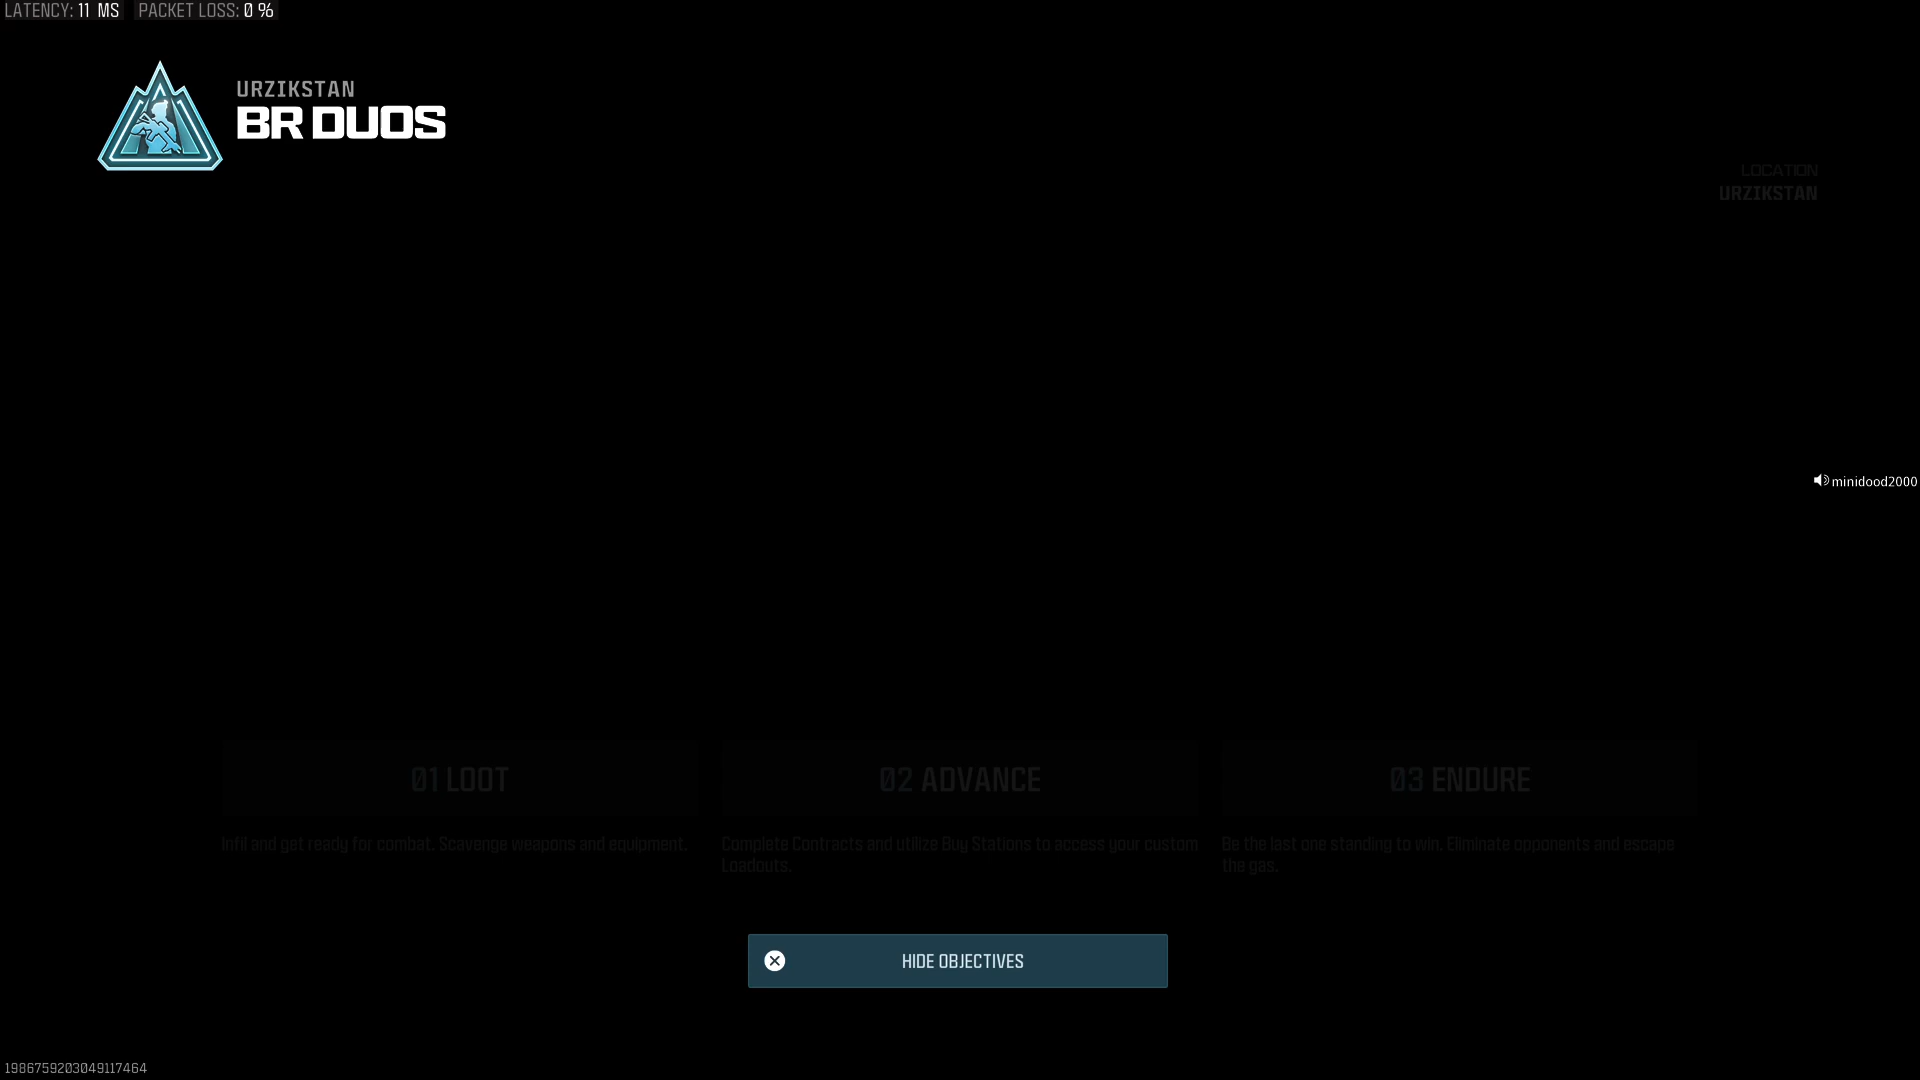 LATENCY: 11 MS PACKET LOSS: 0 %
URZIKSTAN
BR DUOS
LOCATION
URZIKSTAN
minidood2000
01 LOOT
Infil and get ready for combat. Scavenge weapons and equipment.
02 ADVANCE
Complete Contracts and utilize Buy Stations to access your custom
Loadouts.
03 ENDURE
Be the last one standing to win. Eliminate opponents and escape
the gas.
HIDE OBJECTIVES
1986759203049117464